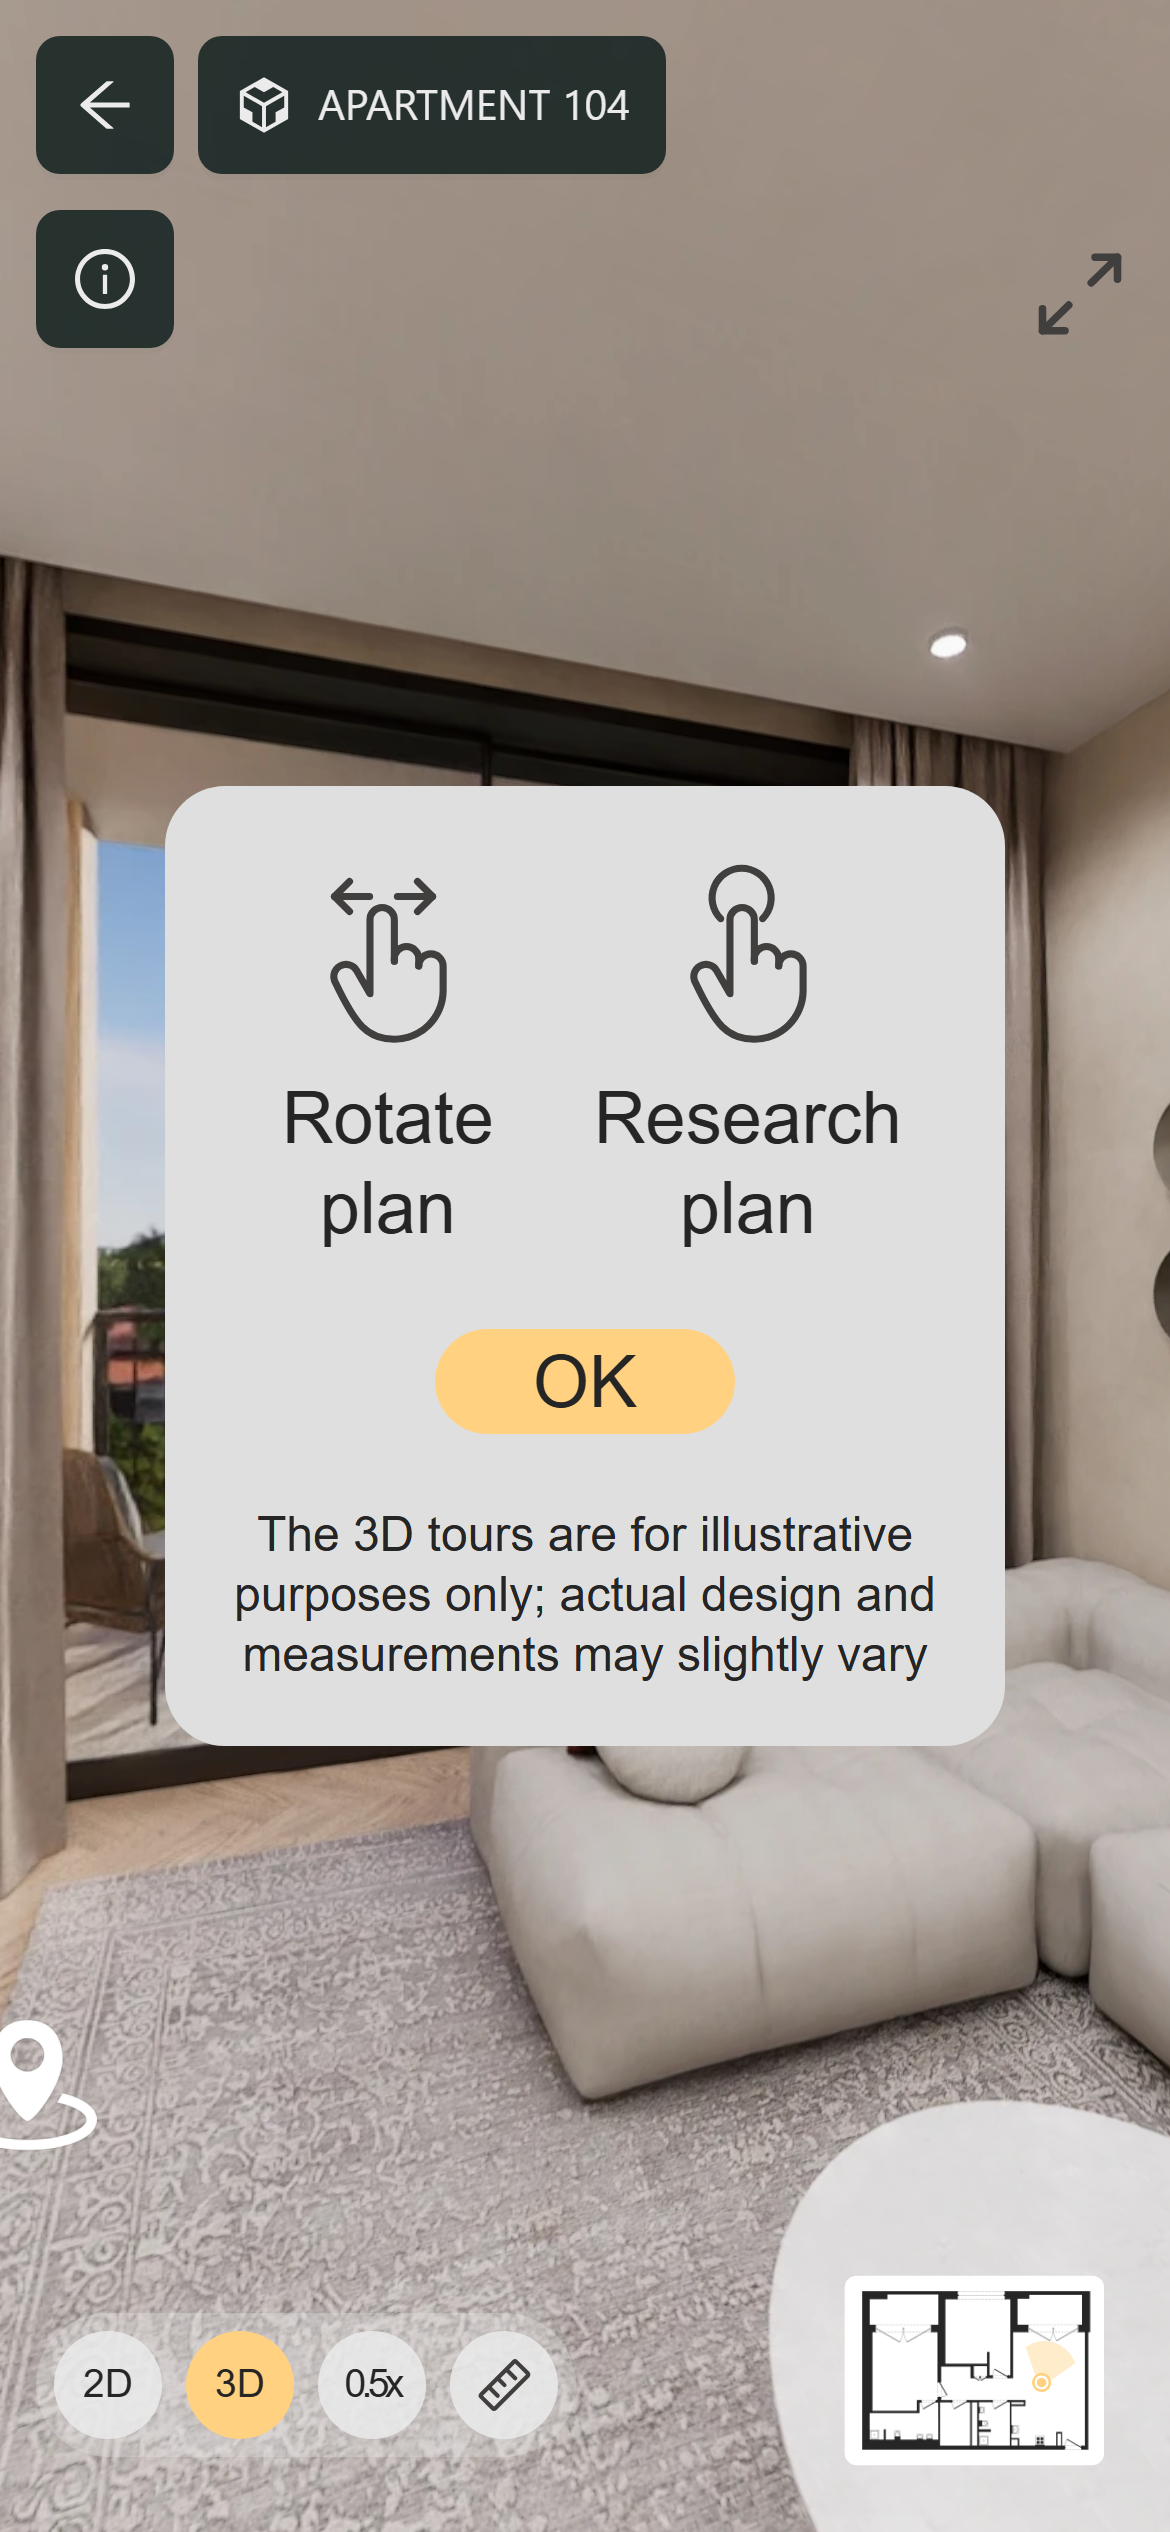 APARTMENT 104
Rotate
plan
Research
plan
OK
The 3D tours are for illustrative
purposes only; actual design and
measurements may slightly vary
2D
3D
0.5x